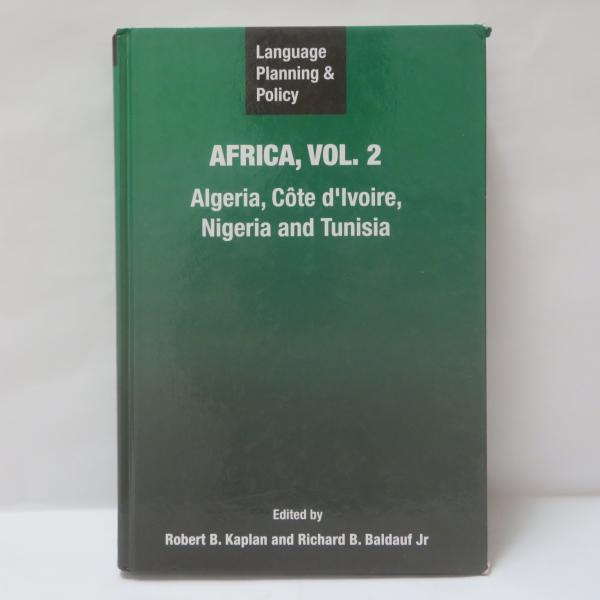 Language
Planning &
Policy
AFRICA, VOL. 2
Algeria, Côte d'Ivoire,
Nigeria and Tunisia
Edited by
Robert B. Kaplan and Richard B. Baldauf Jr